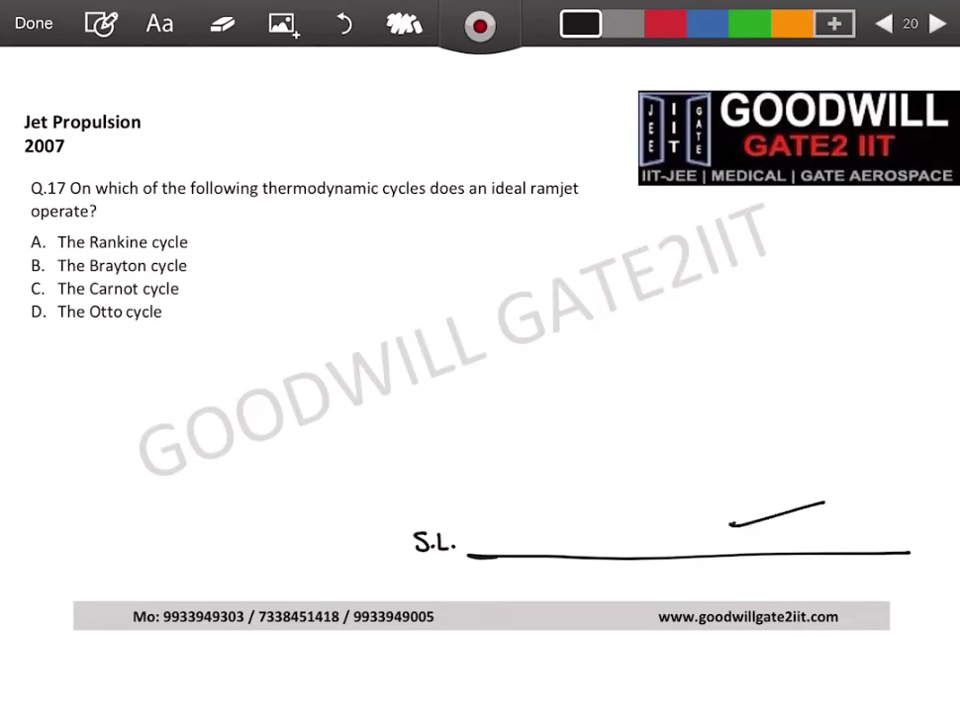 Done
Aa
20
Jet Propulsion
2007
JEE
IIT
GATE
GOODWILL
GATE2 IIT
IIT-JEE | MEDICAL | GATE AEROSPACE
Q.17 On which of the following thermodynamic cycles does an ideal ramjet
operate?
A. The Rankine cycle
B. The Brayton cycle
C. The Carnot cycle
D. The Otto cycle
GOODWILL GATE2IIT
S.L.
Mo: 9933949303 / 7338451418 / 9933949005
www.goodwillgate2iit.com